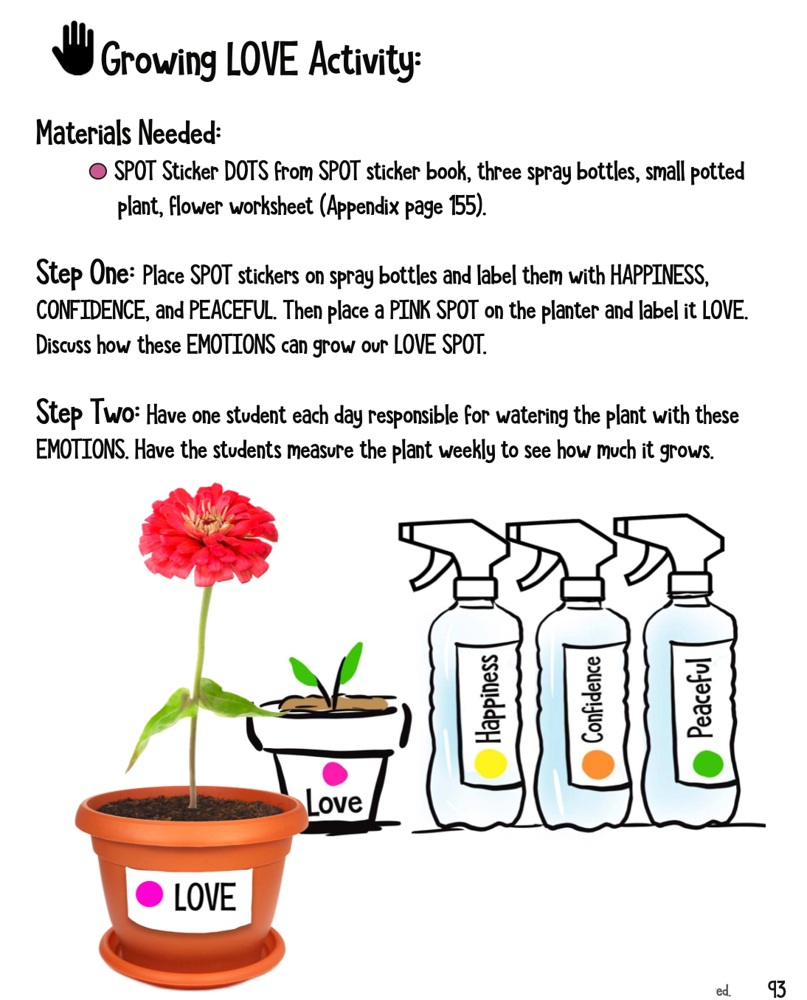 Growing LOVE Activity:
Materials Needed:
SPOT Sticker DOTS from SPOT sticker book, three spray bottles, small potted
plant, flower worksheet (Appendix page 155).
Step One: Place SPOT stickers on spray bottles and label them with HAPPINESS,
CONFIDENCE, and PEACEFUL. Then place a PINK SPOT on the planter and label it LOVE.
Discuss how these EMOTIONS can grow our LOVE SPOT.
Step Two: Have one student each day responsible for watering the plant with these
EMOTIONS. Have the students measure the plant weekly to see how much it grows.
Happiness
Confidence
Peaceful
Love
LOVE
ed.
93